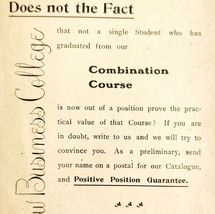 Does not the Fact
that not a single Student who has
graduated from our
Combination
Course
is now out of a position prove the prac-
tical value of that Course? If you are
in doubt, write to us and we will try to
convince you. As a preliminary, send
your name on a postal for our Catalogue,
and Positive Position Guarantee.
Business College